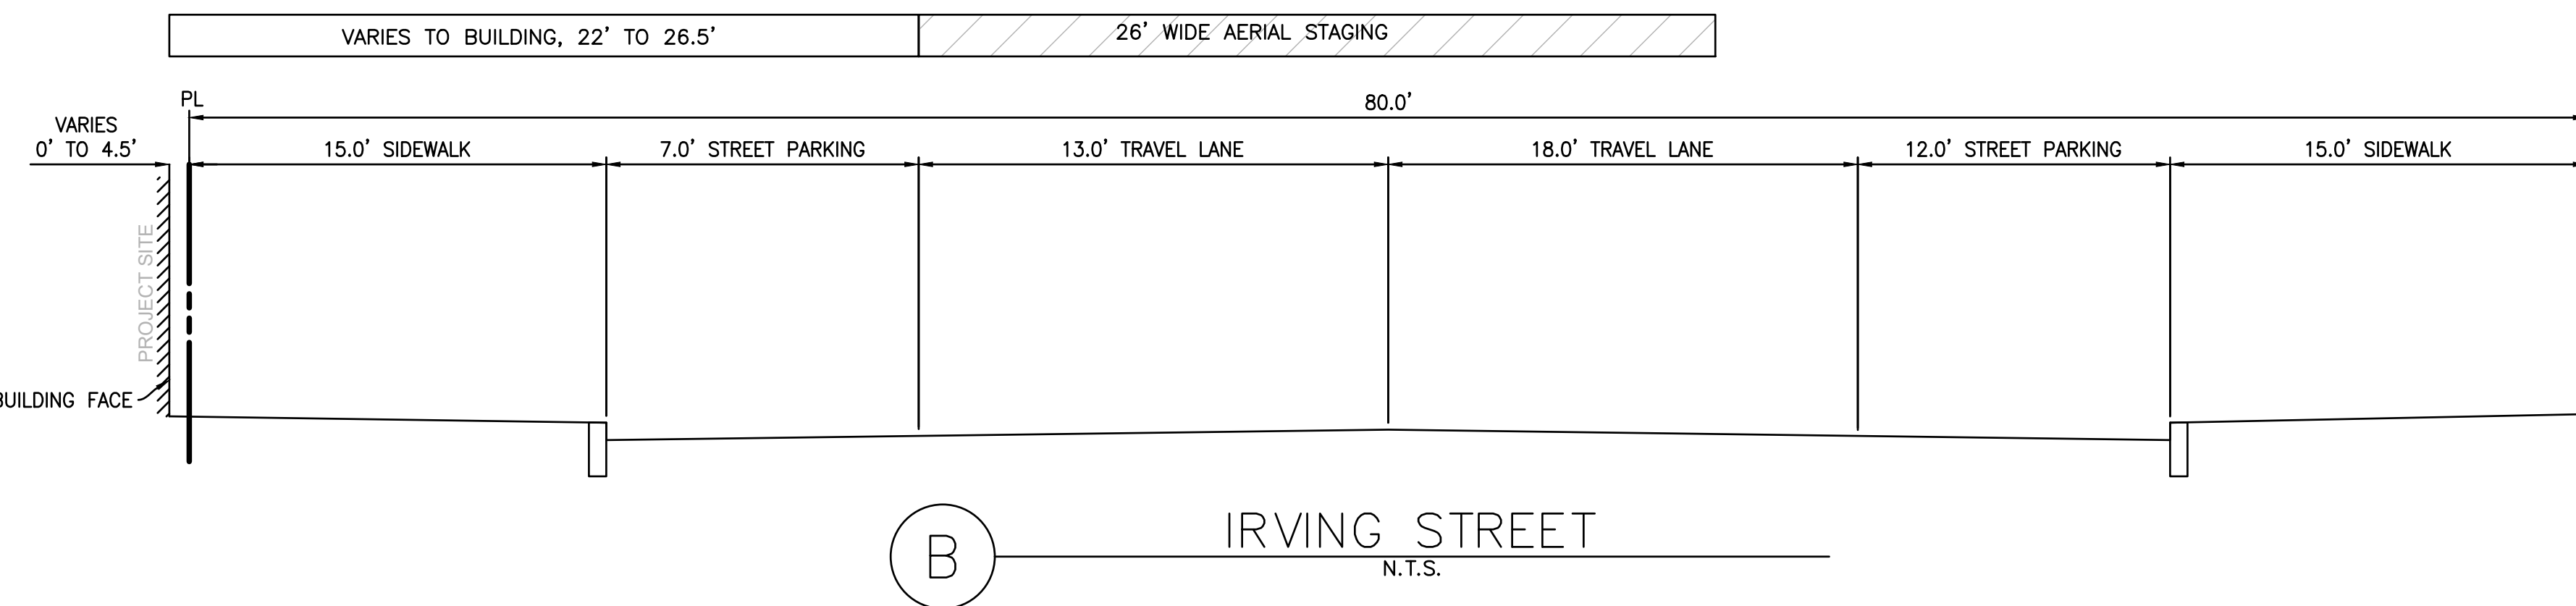 VARIES TO BUILDING, 22' TO 26.5'
26' WIDE AERIAL STAGING
PL
80.0'
VARIES
0' TO 4.5'
15.0' SIDEWALK
7.0' STREET PARKING
13.0' TRAVEL LANE
18.0' TRAVEL LANE
12.0' STREET PARKING
15.0' SIDEWALK
PROJECT SITE
BUILDING FACE
B
IRVING STREET
N.T.S.